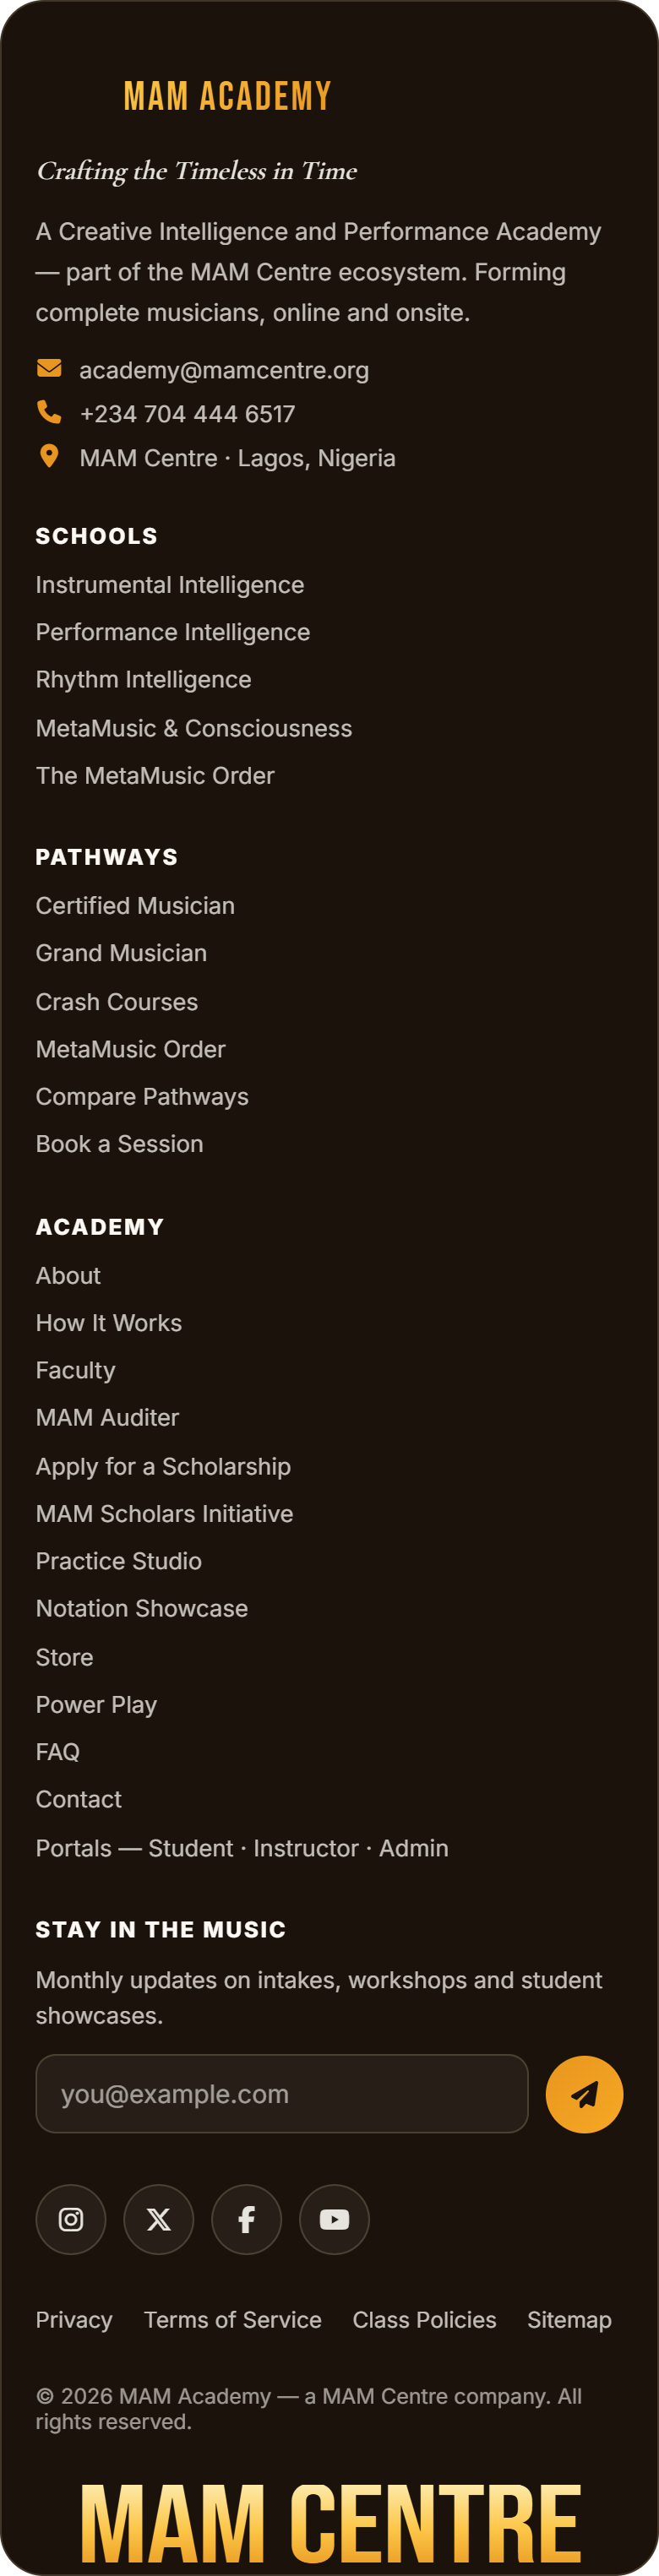 MAM ACADEMY
Crafting the Timeless in Time
A Creative Intelligence and Performance Academy
— part of the MAM Centre ecosystem. Forming
complete musicians, online and onsite.
academy@mamcentre.org
+234 704 444 6517
MAM Centre · Lagos, Nigeria
SCHOOLS
Instrumental Intelligence
Performance Intelligence
Rhythm Intelligence
MetaMusic & Consciousness
The MetaMusic Order
PATHWAYS
Certified Musician
Grand Musician
Crash Courses
MetaMusic Order
Compare Pathways
Book a Session
ACADEMY
About
How It Works
Faculty
MAM Auditer
Apply for a Scholarship
MAM Scholars Initiative
Practice Studio
Notation Showcase
Store
Power Play
FAQ
Contact
Portals — Student · Instructor · Admin
STAY IN THE MUSIC
Monthly updates on intakes, workshops and student
showcases.
you@example.com
Privacy Terms of Service Class Policies Sitemap
© 2026 MAM Academy — a MAM Centre company. All
rights reserved.
MAM CENTRE